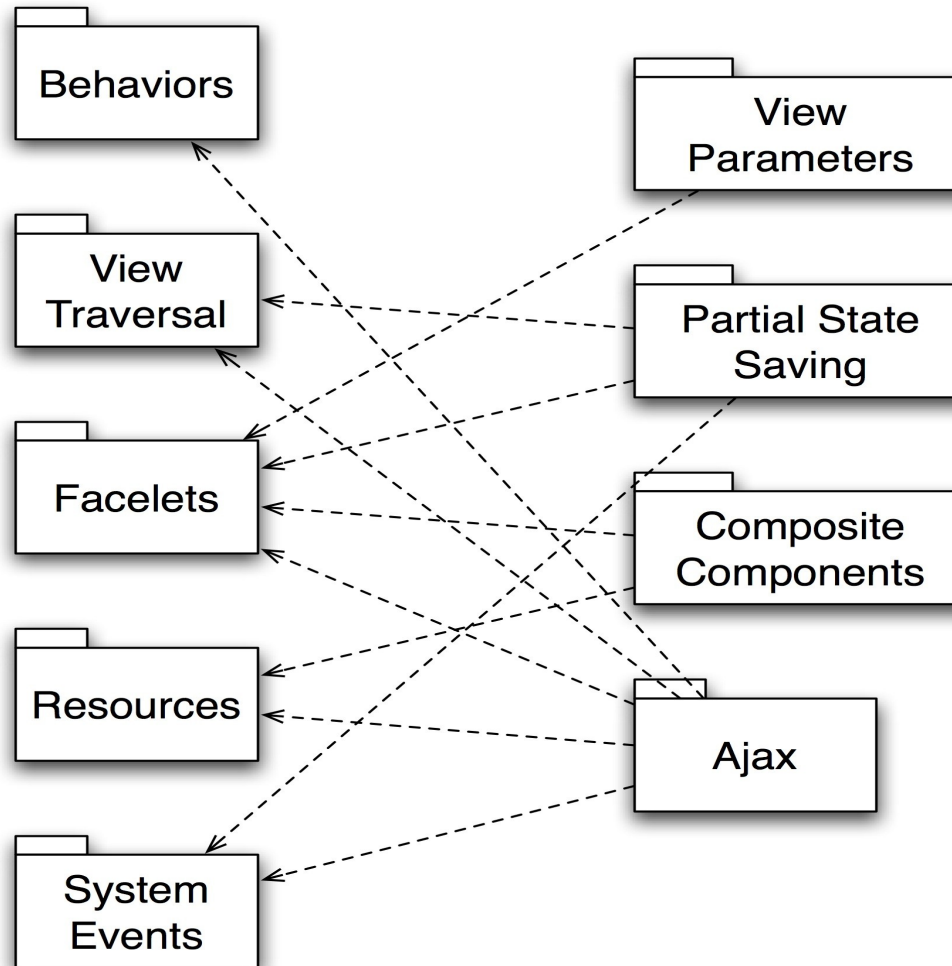 Behaviors
View
Traversal
Facelets
Resources
System
Events
View
Parameters
Partial State
Saving
Composite
Components
Ajax